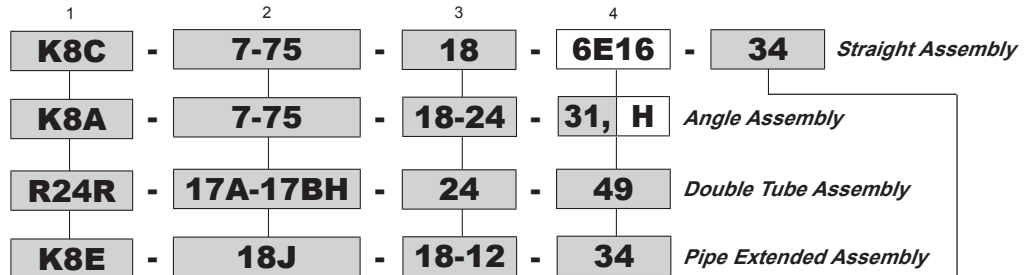 1 2 3 4
K8C - 7-75 - 18 - 6E16 - 34 Straight Assembly
K8A - 7-75 - 18-24 - 31, H Angle Assembly
R24R - 17A-17BH - 24 - 49 Double Tube Assembly
K8E - 18J - 18-12 - 34 Pipe Extended Assembly